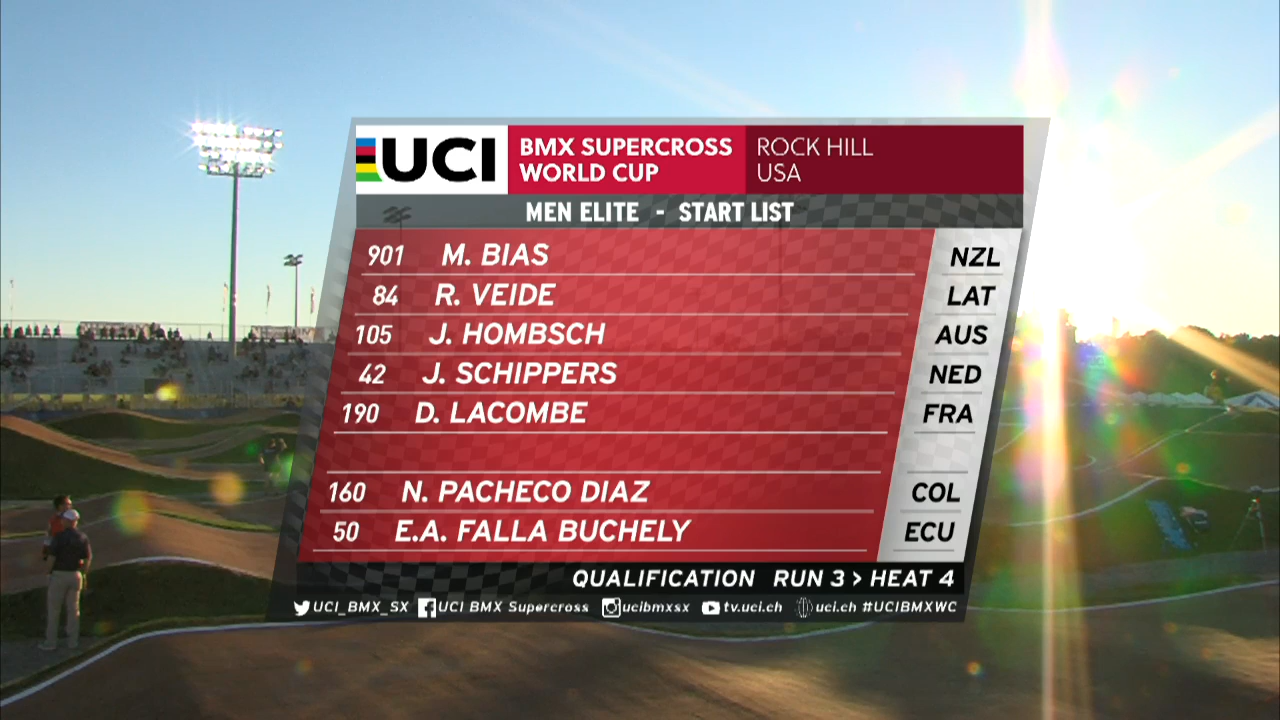 UCI BMX SUPERCROSS WORLD CUP ROCK HILL USA
MEN ELITE - START LIST
901 M. BIAS NZL
84 R. VEIDE LAT
105 J. HOMBSCH AUS
42 J. SCHIPPERS NED
190 D. LACOMBE FRA
160 N. PACHECO DIAZ COL
50 E.A. FALLA BUCHELY ECU
QUALIFICATION RUN 3 > HEAT 4
UCI_BMX_SX UCI BMX Supercross ucibmxsx tv.uci.ch uci.ch #UCIBMXWC